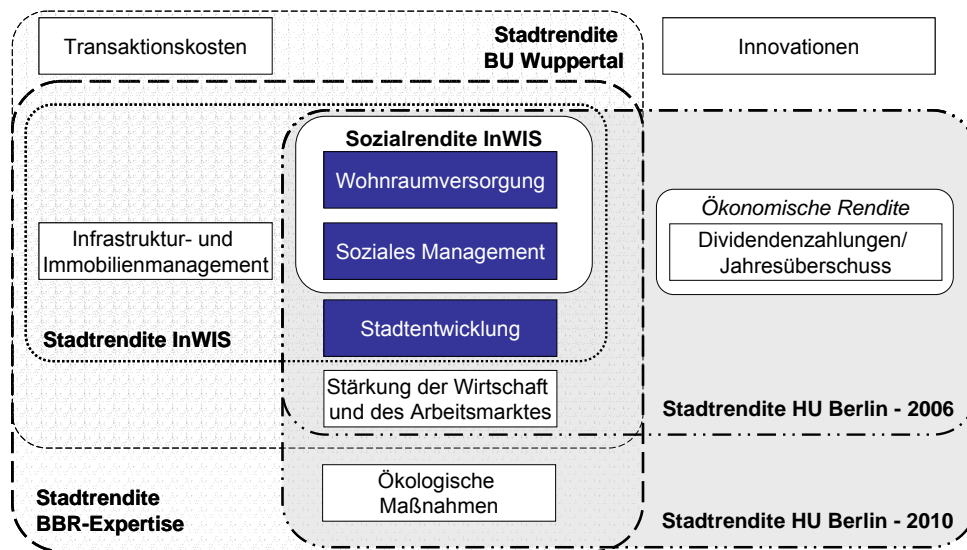 Transaktionskosten
Stadtrendite
BU Wuppertal
Innovationen
Sozialrendite InWIS
Wohnraumversorgung
Soziales Management
Infrastruktur- und
Immobilienmanagement
Ökonomische Rendite
Dividendenzahlungen/
Jahresüberschuss
Stadtentwicklung
Stadtrendite InWIS
Stärkung der Wirtschaft
und des Arbeitsmarktes
Stadtrendite HU Berlin - 2006
Ökologische
Maßnahmen
Stadtrendite
BBR-Expertise
Stadtrendite HU Berlin - 2010